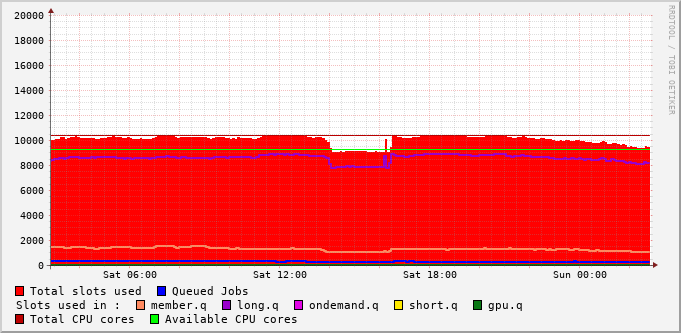 20000
18000
16000
14000
12000
10000
8000
6000
4000
2000
0
Sat 06:00 Sat 12:00 Sat 18:00 Sun 00:00
RRDTOOL / TOBI OETIKER
Total slots used Queued Jobs
Slots used in : member.q long.q ondemand.q short.q gpu.q
Total CPU cores Available CPU cores